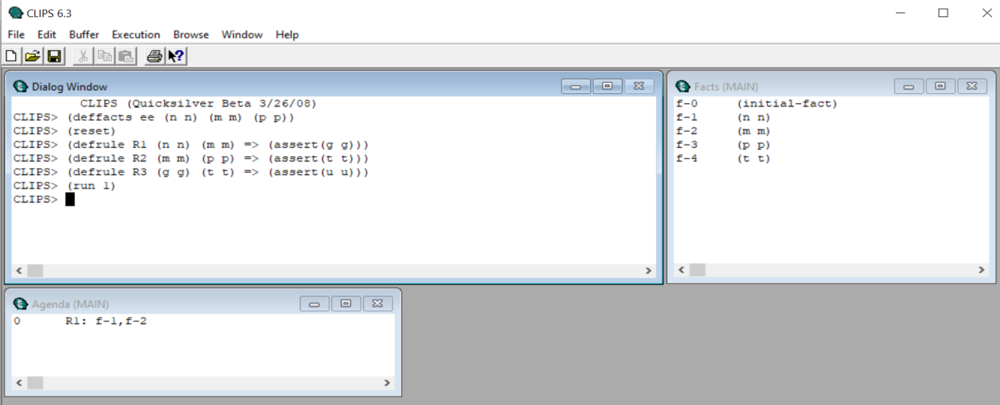 CLIPS 6.3
File Edit Buffer Execution Browse Window Help
Dialog Window
CLIPS (Quicksilver Beta 3/26/08)
CLIPS> (deffacts ee (n n) (m m) (p p))
CLIPS> (reset)
CLIPS> (defrule R1 (n n) (m m) => (assert(g g)))
CLIPS> (defrule R2 (m m) (p p) => (assert(t t)))
CLIPS> (defrule R3 (g g) (t t) => (assert(u u)))
CLIPS> (run 1)
CLIPS>
Facts (MAIN)
f-0 (initial-fact)
f-1 (n n)
f-2 (m m)
f-3 (p p)
f-4 (t t)
Agenda (MAIN)
0 R1: f-1,f-2